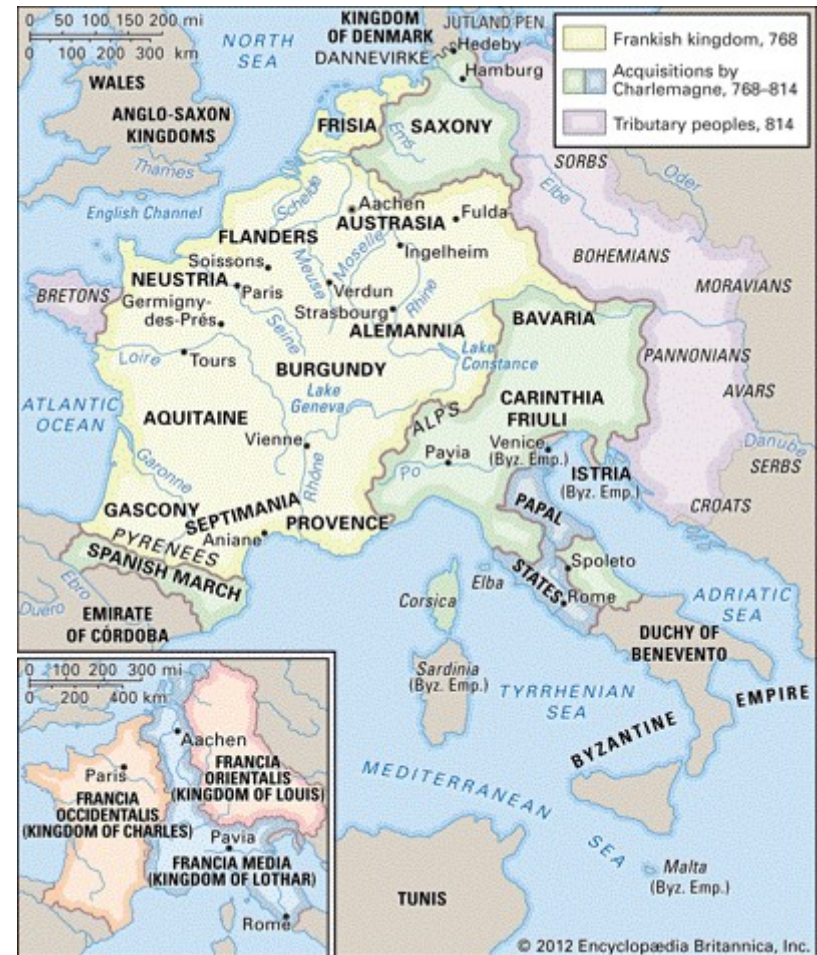 0 50 100 150 200 mi
0 100 200 300 km
NORTH
SEA
KINGDOM
OF DENMARK
JUTLAND PEN.
DANNEVIRKE
Hedeby
Hamburg
Frankish kingdom, 768
Acquisitions by
Charlemagne, 768–814
Tributary peoples, 814
WALES
ANGLO-SAXON
KINGDOMS
Thames
English Channel
FRISIA
SAXONY
Ems
SORBS
Elbe
Oder
Aachen
AUSTRASIA
Fulda
Schelde
FLANDERS
Ingelheim
Soissons
Meuse
Moselle
BOHEMIANS
MORAVIANS
NEUSTRIA
BRETONS
Paris
Verdun
Rhine
Germigny-
des-Prés
Strasbourg
Seine
ALEMANNIA
BAVARIA
Loire
Tours
BURGUNDY
Lake
Constance
PANNONIANS
AVARS
Lake
Geneva
ATLANTIC
OCEAN
AQUITAINE
ALPS
CARINTHIA
FRIULI
Vienne
Pavia
Venice
(Byz. Emp.)
Danube
SERBS
Garonne
Rhône
Po
ISTRIA
(Byz. Emp.)
GASCONY
SEPTIMANIA
PROVENCE
PAPAL
STATES
CROATS
PYRENEES
Aniane
SPANISH MARCH
Spoleto
Ebro
Duero
Corsica
Elba
Rome
ADRIATIC
SEA
EMIRATE
OF CÓRDOBA
DUCHY OF
BENEVENTO
Sardinia
(Byz. Emp.)
TYRRHENIAN
SEA
BYZANTINE EMPIRE
MEDITERRANEAN SEA
Malta
(Byz. Emp.)
TUNIS
0 100 200 300 mi
0 200 400 km
Aachen
Paris
FRANCIA
ORIENTALIS
(KINGDOM OF LOUIS)
FRANCIA
OCCIDENTALIS
(KINGDOM OF CHARLES)
Pavia
FRANCIA MEDIA
(KINGDOM OF LOTHAR)
Rome
© 2012 Encyclopædia Britannica, Inc.